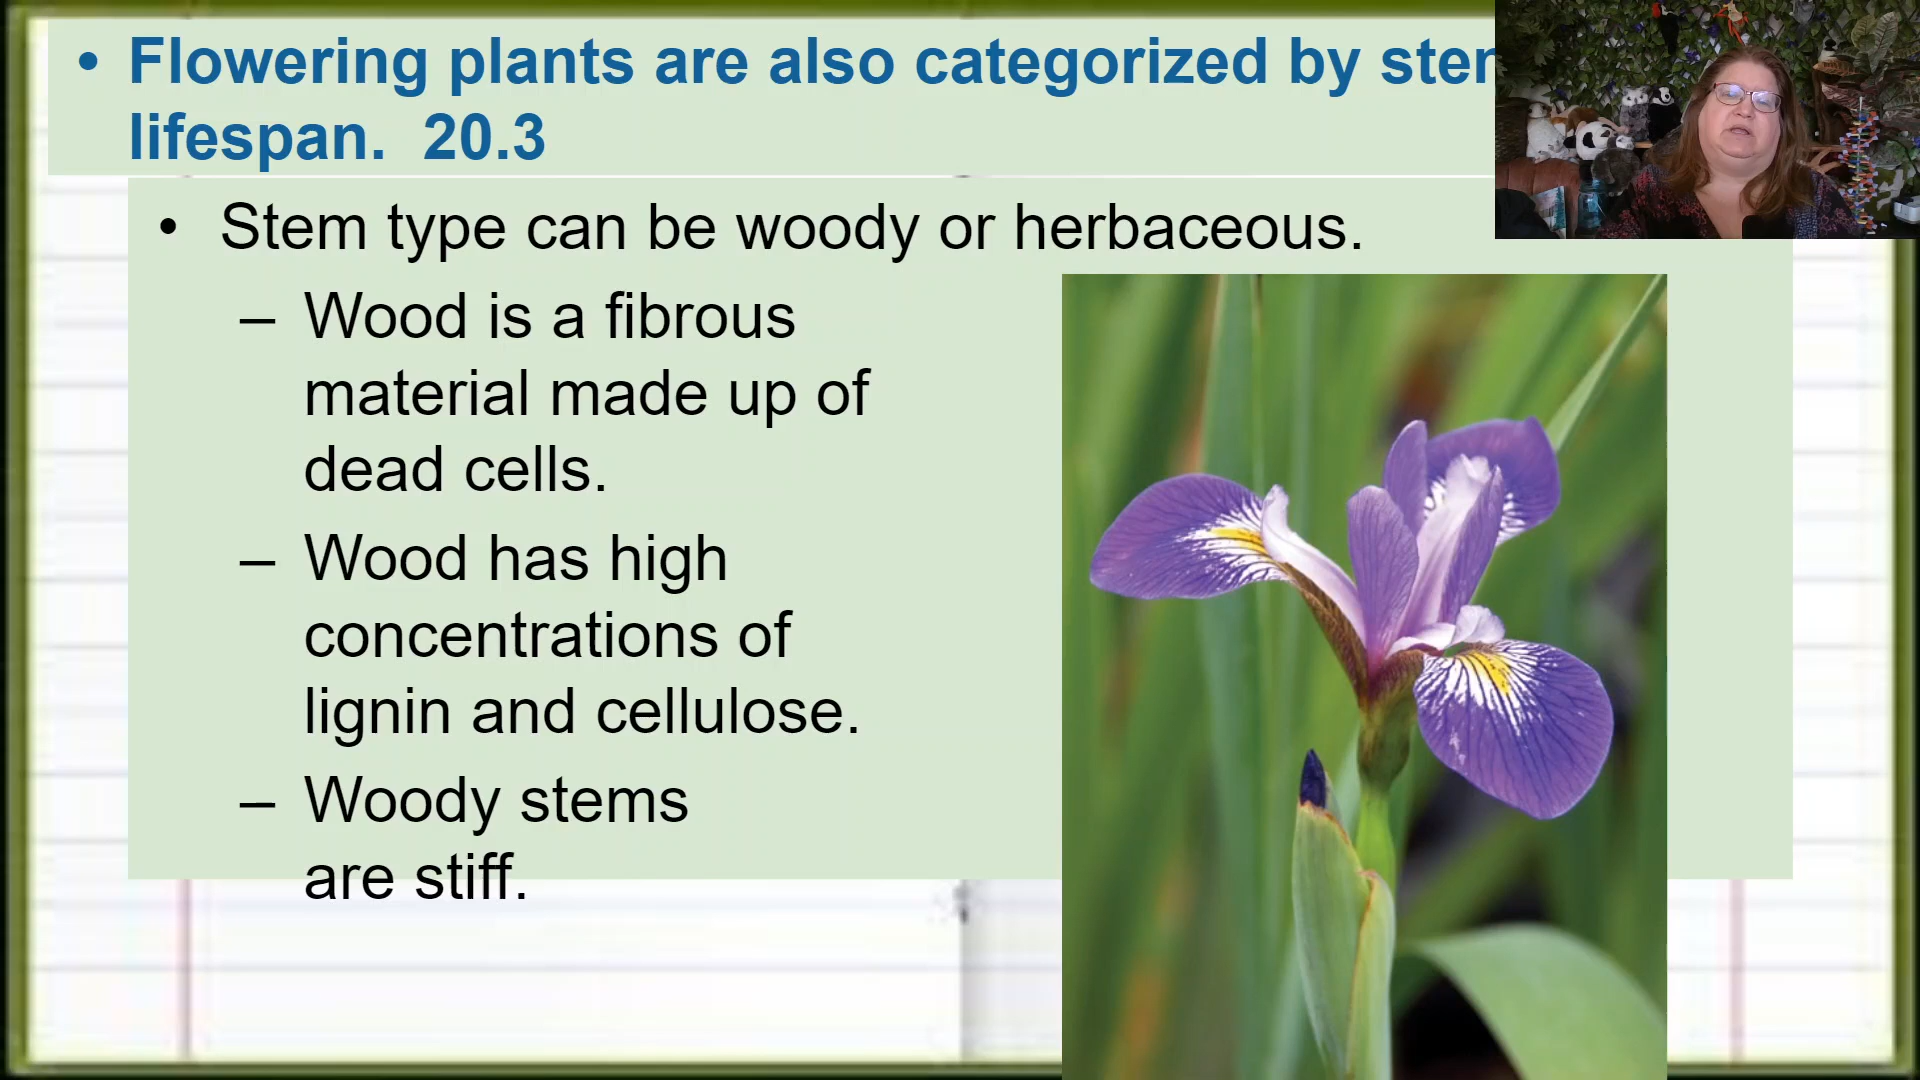 • Flowering plants are also categorized by
lifespan. 20.3
• Stem type can be woody or herbaceous.
– Wood is a fibrous
material made up of
dead cells.
– Wood has high
concentrations of
lignin and cellulose.
– Woody stems
are stiff.